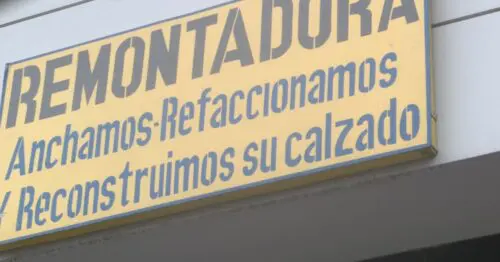 REMONTADORA
Anchamos-Refaccionamos
Y Reconstruimos su calzado